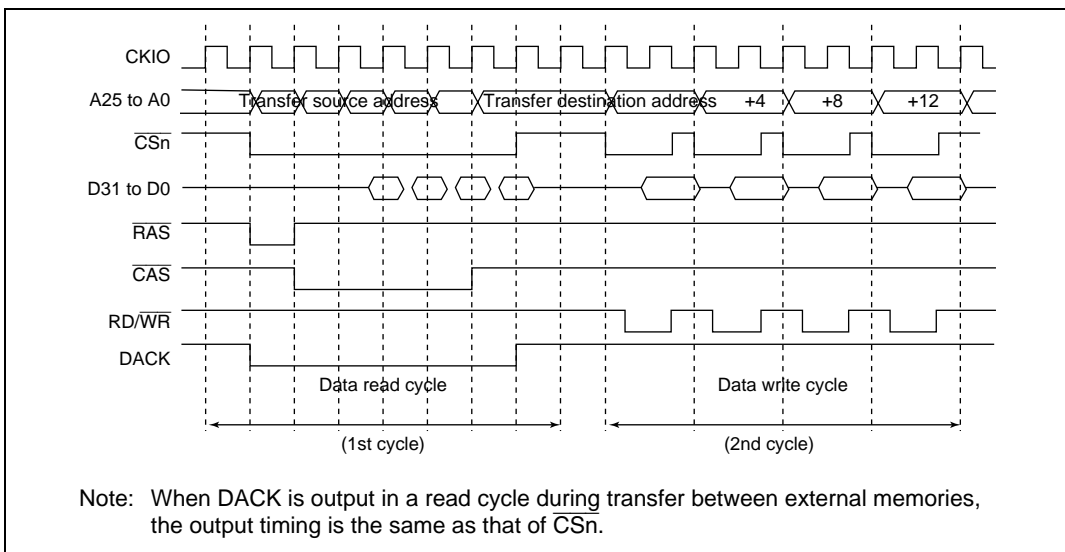 CKIO
A25 to A0 Transfer source address Transfer destination address +4 +8 +12
CSn
D31 to D0
RAS
CAS
RD/WR
DACK
Data read cycle Data write cycle
(1st cycle) (2nd cycle)
Note: When DACK is output in a read cycle during transfer between external memories,
the output timing is the same as that of CSn.